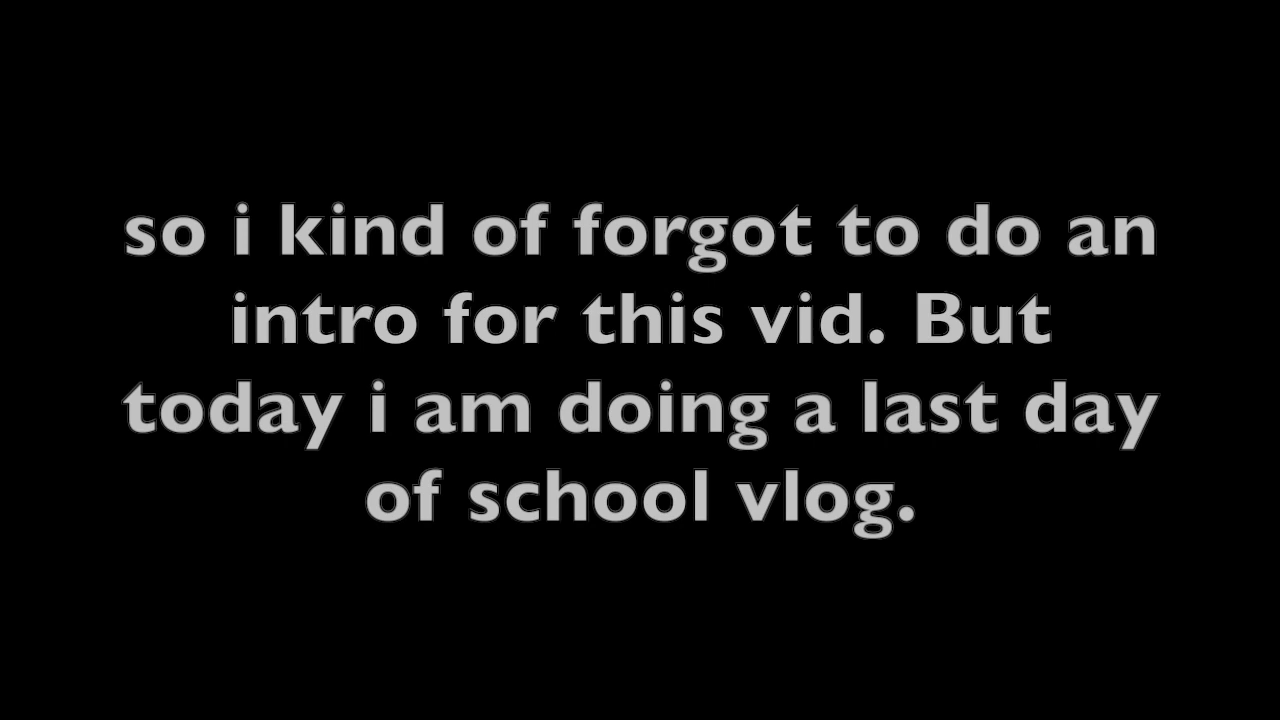 so i kind of forgot to do an
intro for this vid. But
today i am doing a last day
of school vlog.